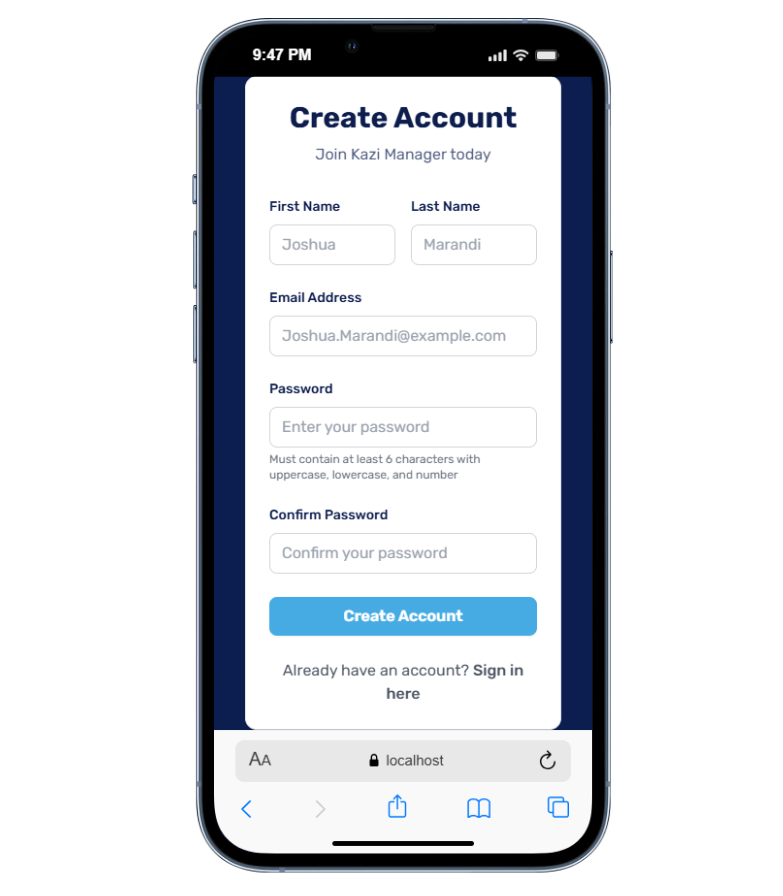 9:47 PM
Create Account
Join Kazi Manager today
First Name Last Name
Joshua Marandi
Email Address
Joshua.Marandi@example.com
Password
Enter your password
Must contain at least 6 characters with
uppercase, lowercase, and number
Confirm Password
Confirm your password
Create Account
Already have an account? Sign in
here
AA localhost